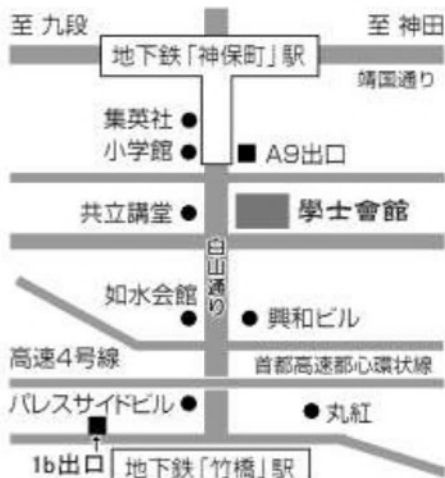 至 九段
至 神田
地下鉄「神保町」駅
靖国通り
集英社
小学館
A9出口
共立講堂
學士會館
白山通り
如水会館
興和ビル
高速4号線
首都高速都心環状線
パレスサイドビル
丸紅
1b出口
地下鉄「竹橋」駅